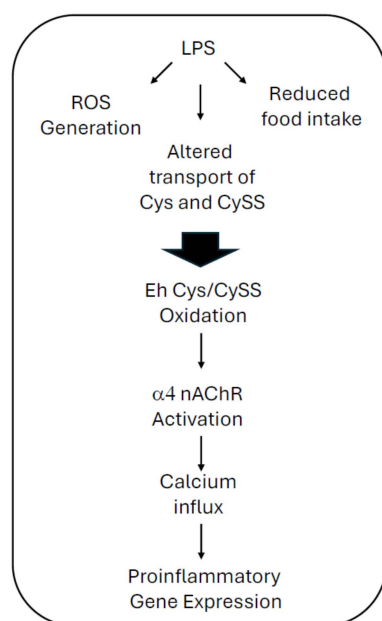 LPS
ROS
Generation
Reduced
food intake
Altered
transport of
Cys and CySS
Eh Cys/CySS
Oxidation
α4 nAChR
Activation
Calcium
influx
Proinflammatory
Gene Expression